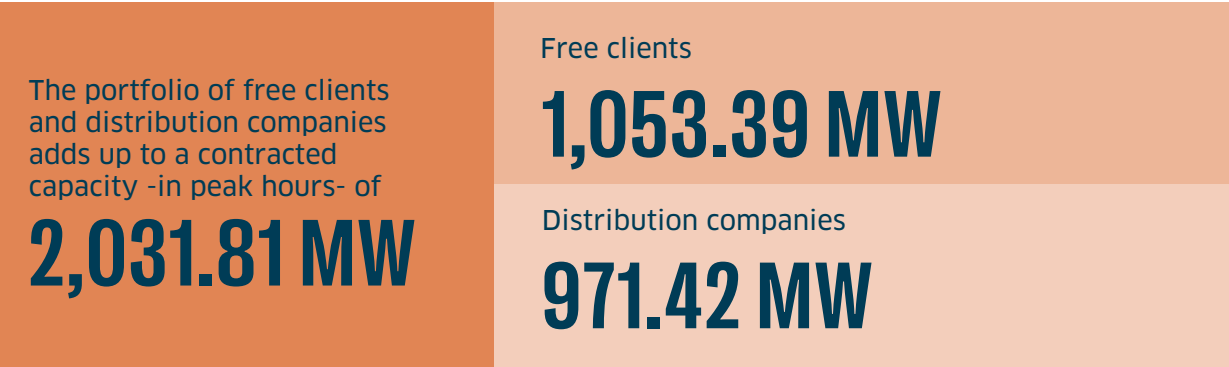 The portfolio of free clients
and distribution companies
adds up to a contracted
capacity -in peak hours- of
2,031.81 MW
Free clients
1,053.39 MW
Distribution companies
971.42 MW